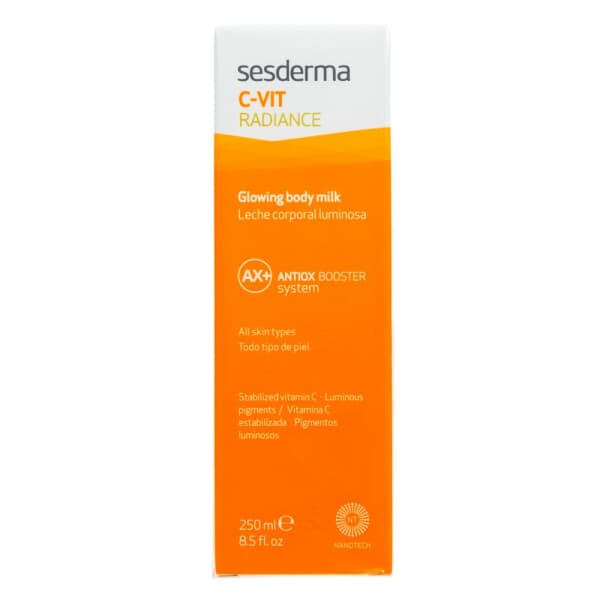 sesderma
C-VIT
RADIANCE
Glowing body milk
Leche corporal luminosa
AX+
ANTIOX BOOSTER
system
All skin types
Todo tipo de piel
Stabilized vitamin C · Luminous
pigments / Vitamina C
estabilizada · Pigmentos
luminosos
250 ml ℮
8.5 fl. oz
NT
NANOTECH